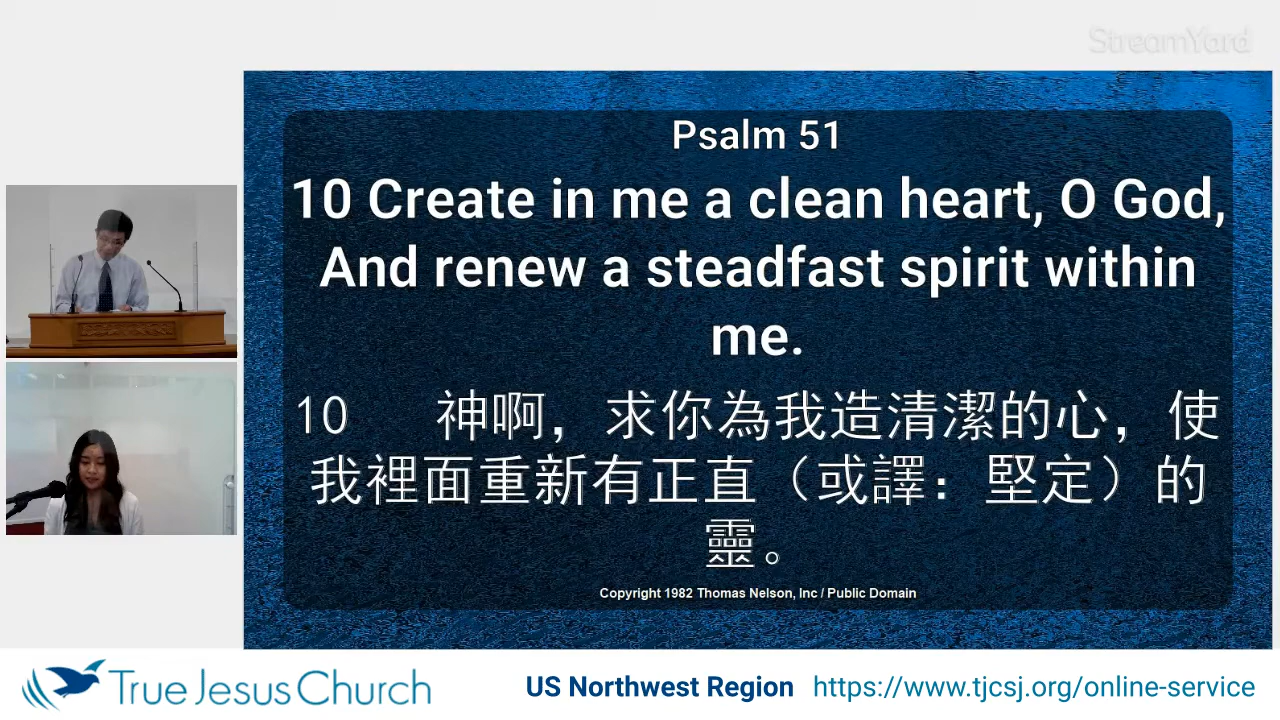 StreamYard
Psalm 51
10 Create in me a clean heart, O God,
And renew a steadfast spirit within
me.
10 神啊，求你為我造清潔的心，使
我裡面重新有正直（或譯：堅定）的
靈。
Copyright 1982 Thomas Nelson, Inc / Public Domain
True Jesus Church
US Northwest Region https://www.tjcsj.org/online-service